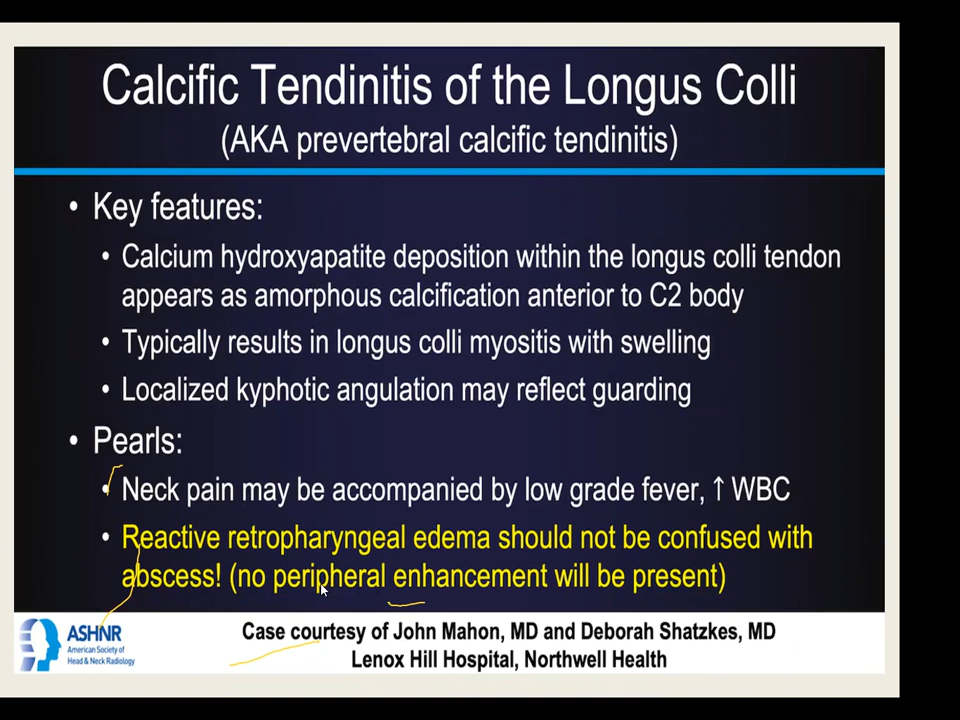 Calcific Tendinitis of the Longus Colli
(AKA prevertebral calcific tendinitis)
• Key features:
• Calcium hydroxyapatite deposition within the longus colli tendon
appears as amorphous calcification anterior to C2 body
• Typically results in longus colli myositis with swelling
• Localized kyphotic angulation may reflect guarding
• Pearls:
• Neck pain may be accompanied by low grade fever, ↑ WBC
• Reactive retropharyngeal edema should not be confused with
abscess! (no peripheral enhancement will be present)
ASHNR
American Society of
Head & Neck Radiology
Case courtesy of John Mahon, MD and Deborah Shatzkes, MD
Lenox Hill Hospital, Northwell Health